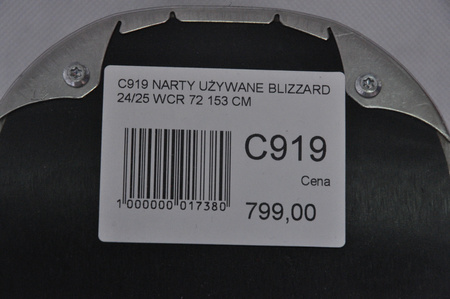 C919 NARTY UŻYWANE BLIZZARD
24/25 WCR 72 153 CM
C919
Cena
1 000000 017380
799,00